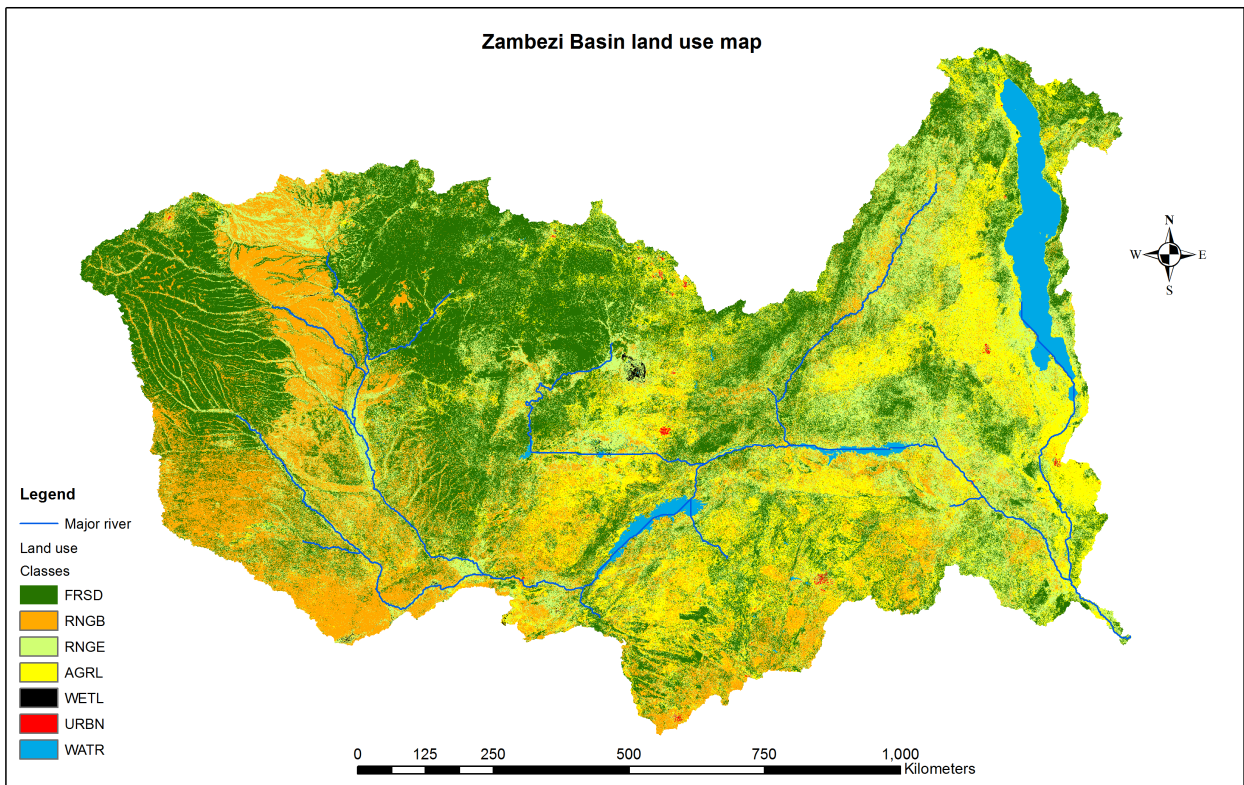 Zambezi Basin land use map
N
W E
S
Legend
Major river
Land use
Classes
FRSD
RNGB
RNGE
AGRL
WETL
URBN
WATR
0 125 250 500 750 1,000
Kilometers